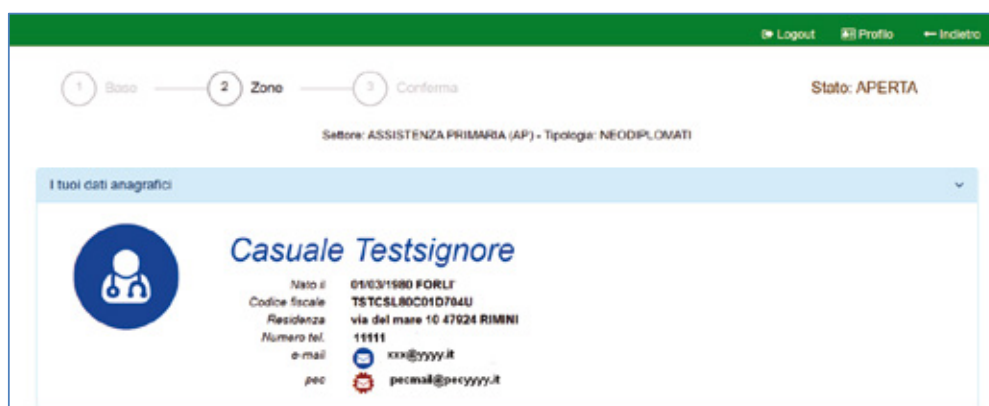 Logout Profilo Indietro
1 Base 2 Zone 3 Conferma Stato: APERTA
Settore: ASSISTENZA PRIMARIA (AP) - Tipologia: NEODIPLOMATI
I tuoi dati anagrafici
Casuale Testsignore
Nato il 01/03/1980 FORLI'
Codice fiscale TSTCSL80C01D704U
Residenza via del mare 10 47924 RIMINI
Numero tel. 11111
e-mail xxx@yyyy.it
pec pecmail@pecyyyy.it